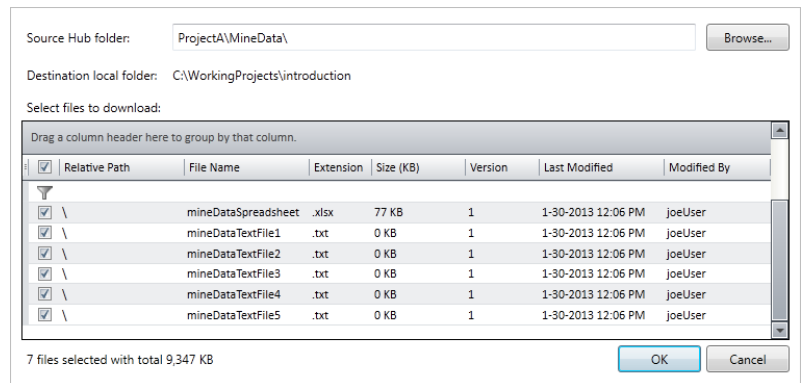 Source Hub folder: ProjectA\MineData\ Browse...
Destination local folder: C:\WorkingProjects\introduction
Select files to download:
Drag a column header here to group by that column.
Relative Path File Name Extension Size (KB) Version Last Modified Modified By
\ mineDataSpreadsheet .xlsx 77 KB 1 1-30-2013 12:06 PM joeUser
\ mineDataTextFile1 .txt 0 KB 1 1-30-2013 12:06 PM joeUser
\ mineDataTextFile2 .txt 0 KB 1 1-30-2013 12:06 PM joeUser
\ mineDataTextFile3 .txt 0 KB 1 1-30-2013 12:06 PM joeUser
\ mineDataTextFile4 .txt 0 KB 1 1-30-2013 12:06 PM joeUser
\ mineDataTextFile5 .txt 0 KB 1 1-30-2013 12:06 PM joeUser
7 files selected with total 9,347 KB OK Cancel